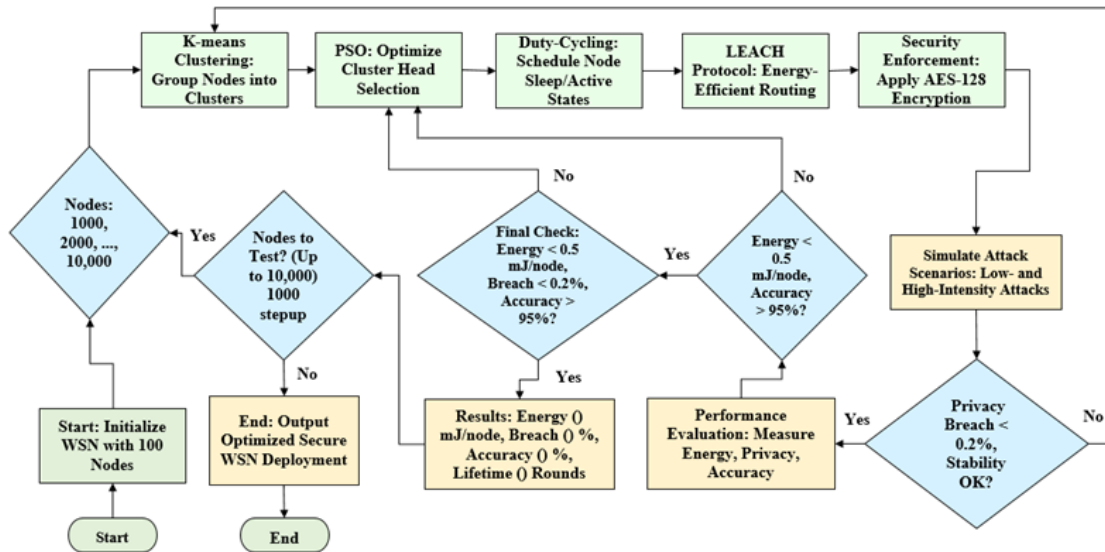 K-means
Clustering:
Group Nodes into
Clusters
PSO: Optimize
Cluster Head
Selection
Duty-Cycling:
Schedule Node
Sleep/Active
States
LEACH
Protocol: Energy-
Efficient Routing
Security
Enforcement:
Apply AES-128
Encryption
Nodes:
1000,
2000, ...,
10,000
Yes
Nodes to
Test? (Up
to 10,000)
1000
stepup
No
Final Check:
Energy < 0.5
mJ/node,
Breach < 0.2%,
Accuracy >
95%?
Yes
No
Energy <
0.5
mJ/node,
Accuracy
> 95%?
Simulate Attack
Scenarios: Low- and
High-Intensity Attacks
No
Yes
Start: Initialize
WSN with 100
Nodes
End: Output
Optimized Secure
WSN Deployment
Results: Energy ()
mJ/node, Breach () %,
Accuracy () %,
Lifetime () Rounds
Performance
Evaluation: Measure
Energy, Privacy,
Accuracy
Yes
Privacy
Breach <
0.2%,
Stability
OK?
No
Start
End